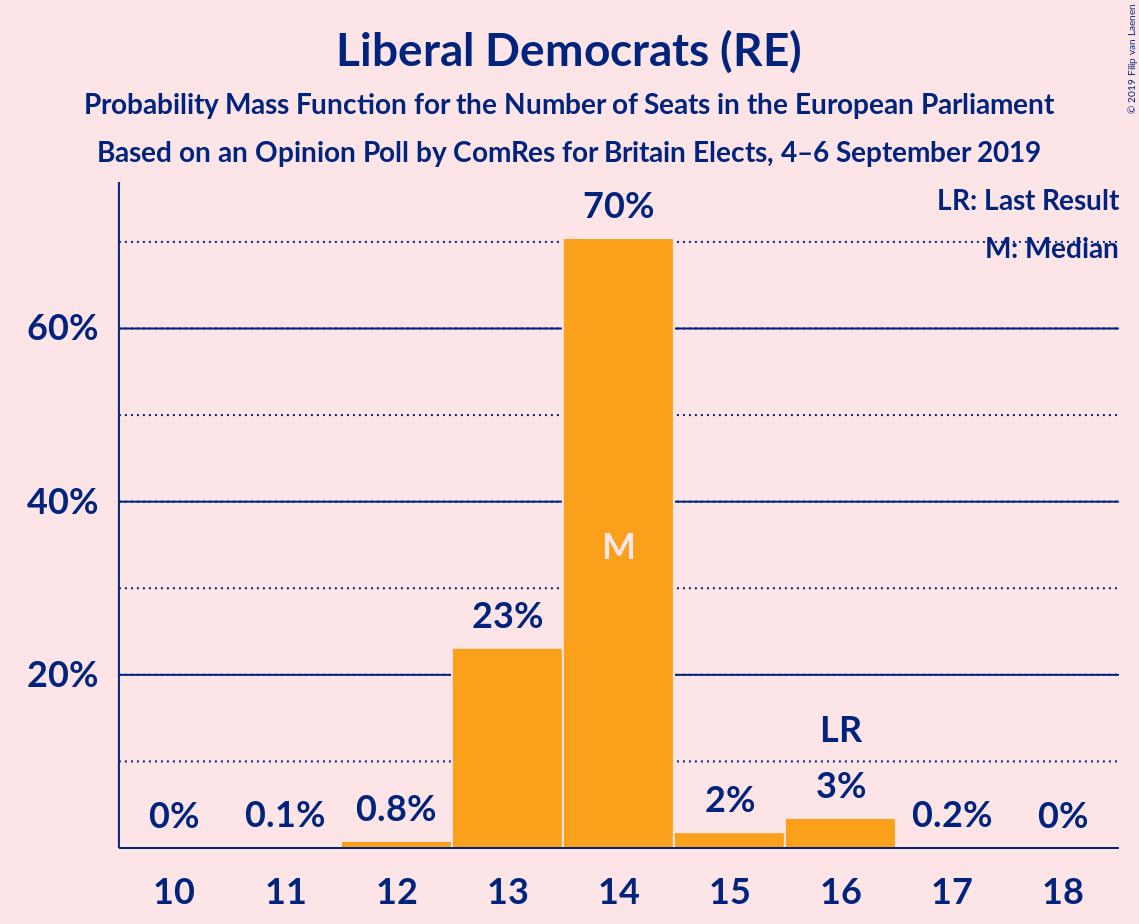 Liberal Democrats (RE)
Probability Mass Function for the Number of Seats in the European Parliament
Based on an Opinion Poll by ComRes for Britain Elects, 4–6 September 2019
© 2019 Filip van Laenen
LR: Last Result
M: Median
70%
60%
M
40%
23%
20%
LR
0%
0.1%
0.8%
2%
3%
0.2%
0%
10
11
12
13
14
15
16
17
18